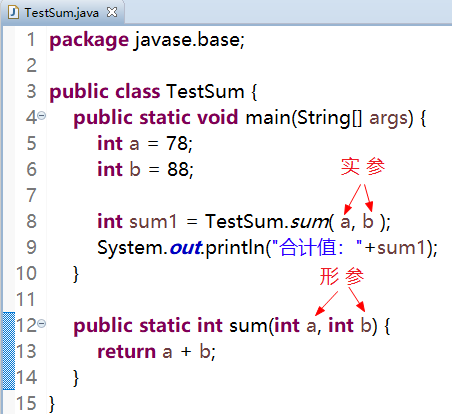 TestSum.java
1 package javase.base;
2
3 public class TestSum {
4 public static void main(String[] args) {
5 int a = 78;
6 int b = 88;
实 参
7
8 int sum1 = TestSum.sum( a, b );
9 System.out.println("合计值："+sum1);
10 }
形 参
11
12 public static int sum(int a, int b) {
13 return a + b;
14 }
15 }